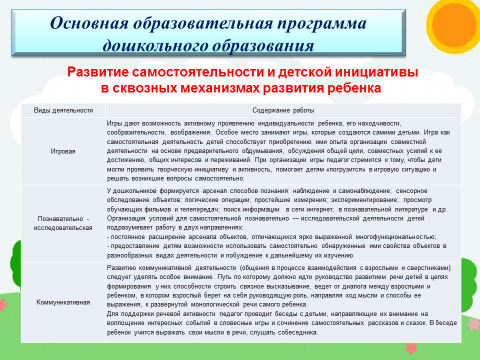 Основная образовательная программа
дошкольного образования
Развитие самостоятельности и детской инициативы
в сквозных механизмах развития ребенка
Виды деятельности
Содержание работы
Игровая
Игры дают возможность активному проявлению индивидуальности ребенка, его находчивости,
сообразительности, воображения. Особое место занимают игры, которые создаются самими детьми. Игра как
самостоятельная деятельность детей способствует приобретению ими опыта организации совместной
деятельности на основе предварительного обдумывания, обсуждения общей цели, совместных усилий к ее
достижению, общих интересов и переживаний. При организации игры педагог стремится к тому, чтобы дети
могли проявить творческую инициативу и активность, помогает детям «погрузится» в игровую ситуацию и
решать возникшие вопросы самостоятельно.
Познавательно -
исследовательская
У дошкольников формируется арсенал способов познания: наблюдение и самонаблюдение; сенсорное
обследование объектов; логические операции; простейшие измерения; экспериментирование; просмотр
обучающих фильмов и телепередач; поиск информации в сети интернет; в познавательной литературе и др.
Организация условий для самостоятельной познавательно — исследовательской деятельности детей
подразумевает работу в двух направлениях:
- постоянное расширение арсенала объектов, отличающихся ярко выраженной многофункциональностью;
- предоставление детям возможности использовать самостоятельно обнаруженные ими свойства объектов в
разнообразных видах деятельности и побуждение к дальнейшему их изучению
Коммуникативная
Развитию коммуникативной деятельности (общения в процессе взаимодействия с взрослыми и сверстниками)
следует уделять особое внимание. Путь по которому должно идти руководство развитием речи детей в целях
формирования у них способности строить связное высказывание, ведет от диалога между взрослыми и
ребенком, в котором взрослый берет на себя руководящую роль, направляя ход мысли и способы ее
выражения, к развернутой монологической речи самого ребенка.
Для поддержки речевой активности педагог проводит беседы с детьми, направляющие их внимание на
воплощение интересных событий в словесные игры и сочинение самостоятельных рассказов и сказок. В беседе
ребенок учится выражать свои мысли в речи, слушать собеседника.